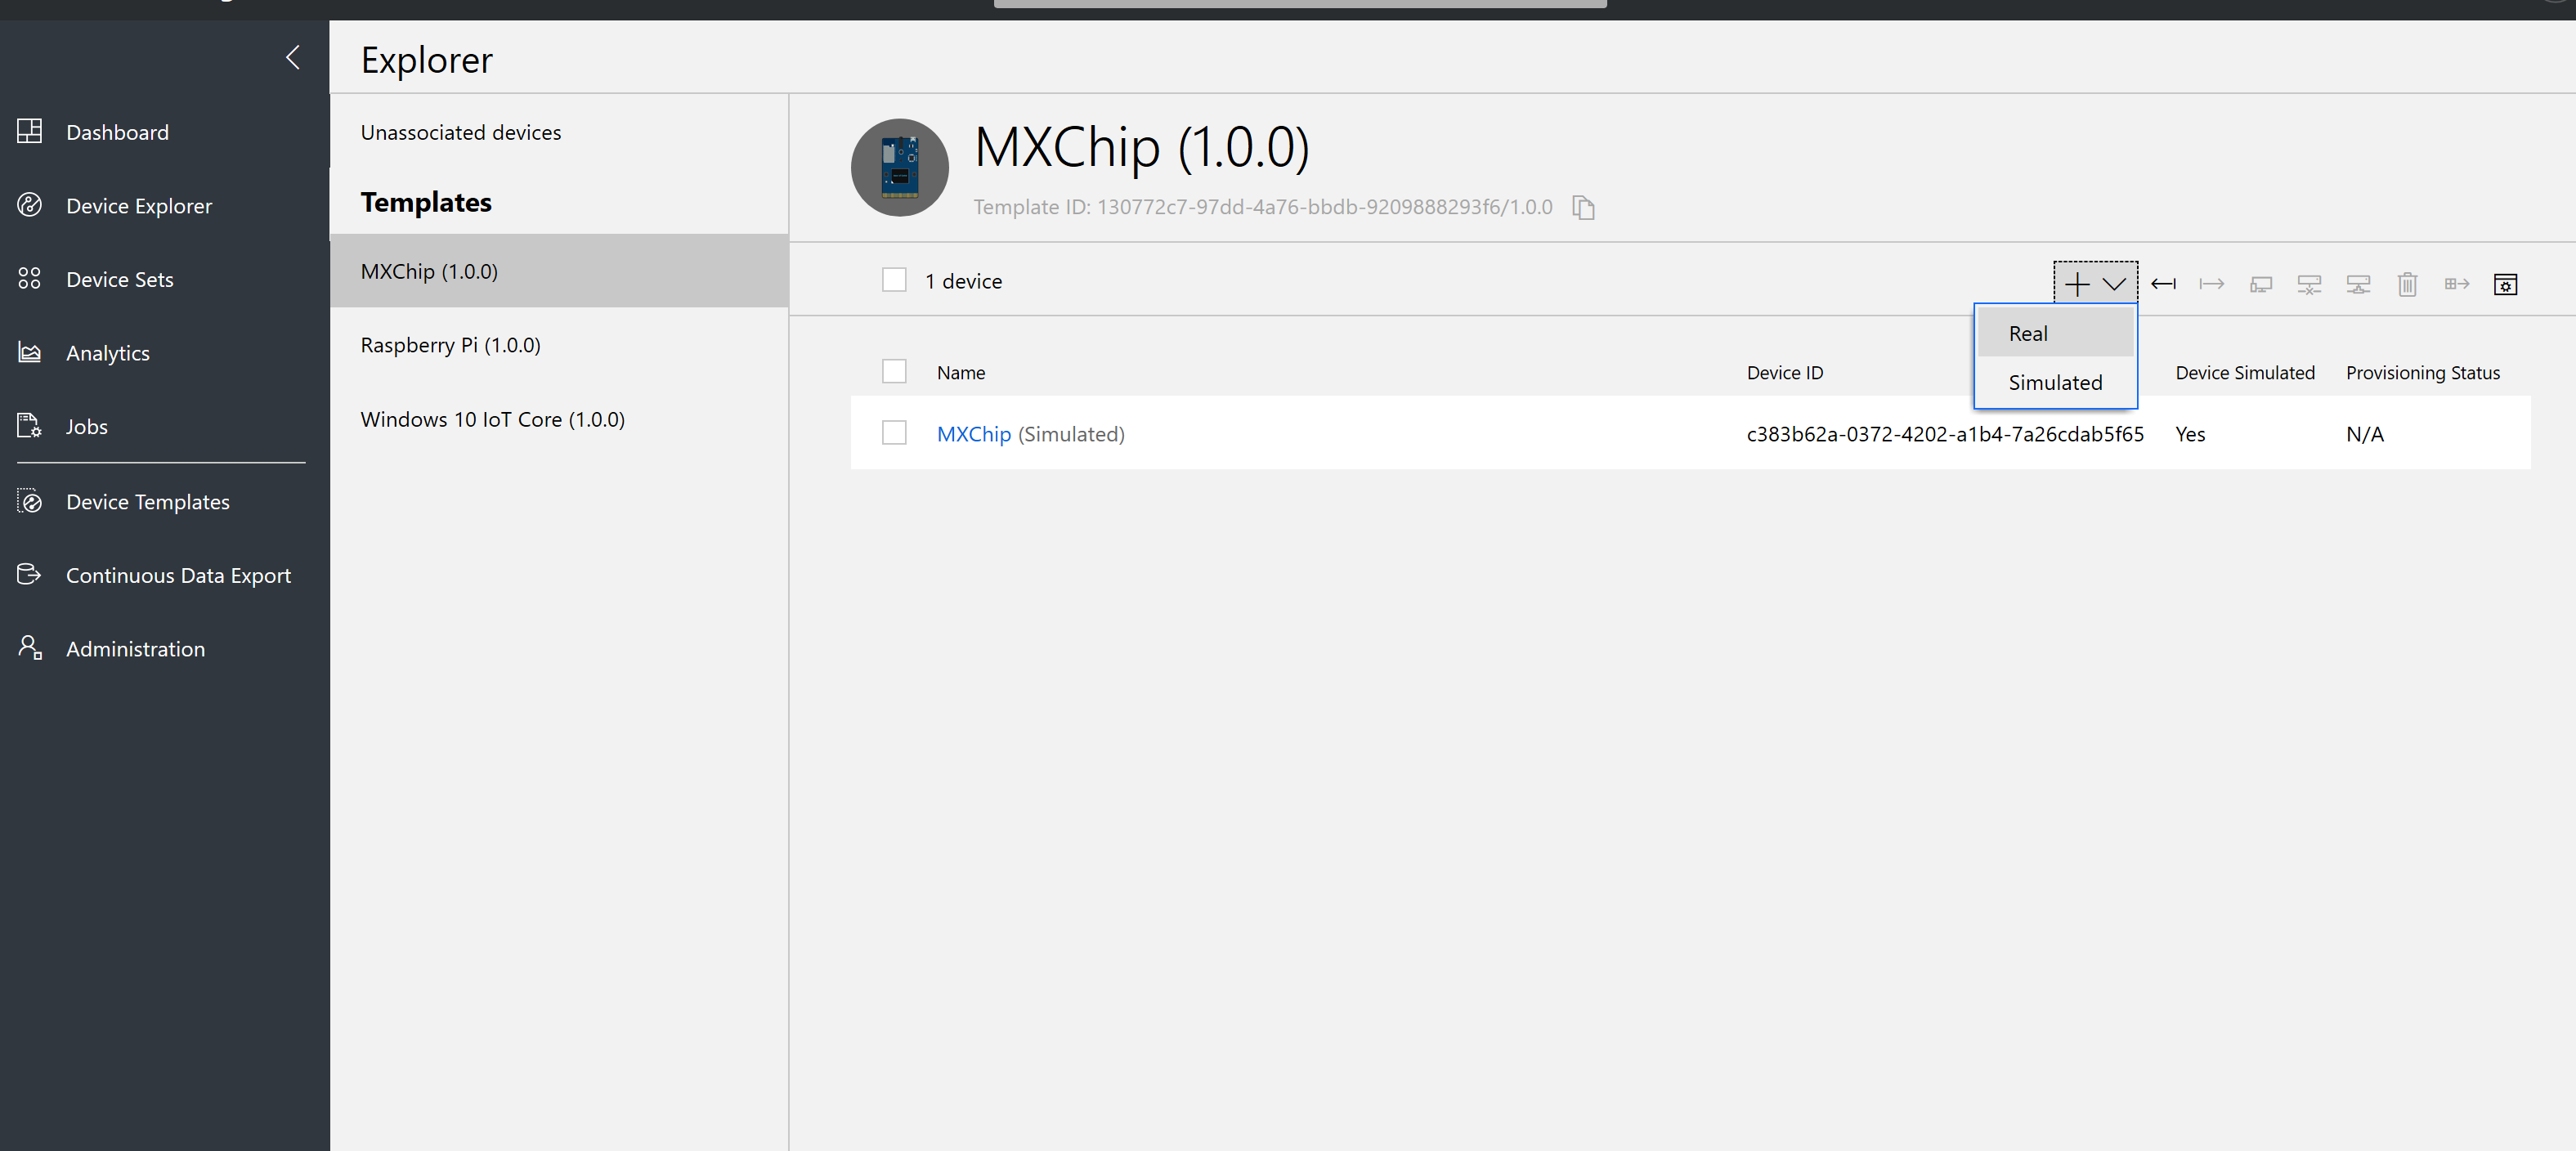 Explorer
Dashboard
Device Explorer
Device Sets
Analytics
Jobs
Device Templates
Continuous Data Export
Administration
Unassociated devices
Templates
MXChip (1.0.0)
Raspberry Pi (1.0.0)
Windows 10 IoT Core (1.0.0)
MXChip (1.0.0)
Template ID: 130772c7-97dd-4a76-bbdb-9209888293f6/1.0.0
1 device
Real
Simulated
Name Device ID Device Simulated Provisioning Status
MXChip (Simulated) c383b62a-0372-4202-a1b4-7a26cdab5f65 Yes N/A